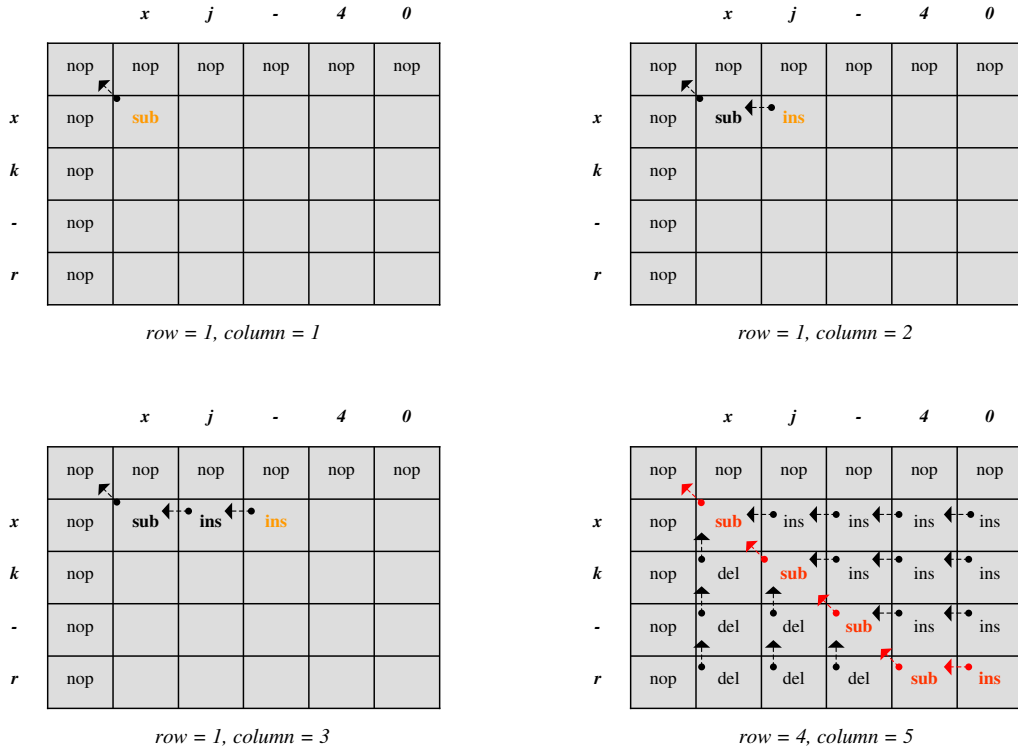 x j - 4 0
nop nop nop nop nop nop
x nop sub
k nop
- nop
r nop
row = 1, column = 1
x j - 4 0
nop nop nop nop nop nop
x nop sub ins
k nop
- nop
r nop
row = 1, column = 2
x j - 4 0
nop nop nop nop nop nop
x nop sub ins ins
k nop
- nop
r nop
row = 1, column = 3
x j - 4 0
nop nop nop nop nop nop
x nop sub ins ins ins ins
k nop del sub ins ins ins
- nop del del sub ins ins
r nop del del del sub ins
row = 4, column = 5